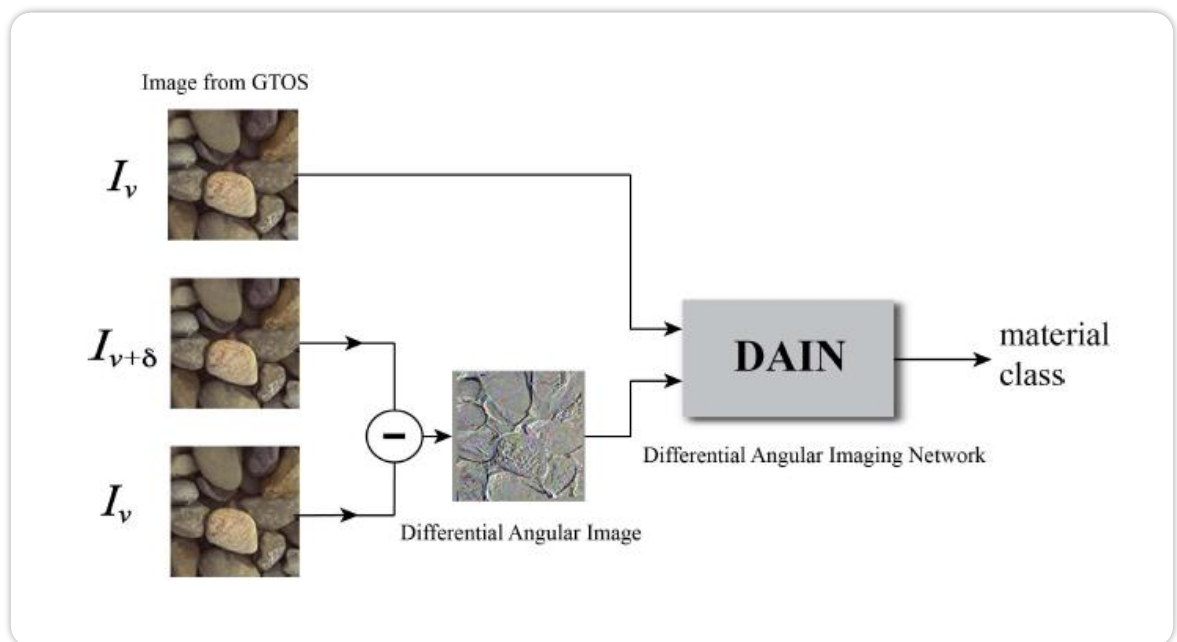 Image from GTOS
I_v
I_{v+δ}
I_v
DAIN
material
class
Differential Angular Imaging Network
Differential Angular Image